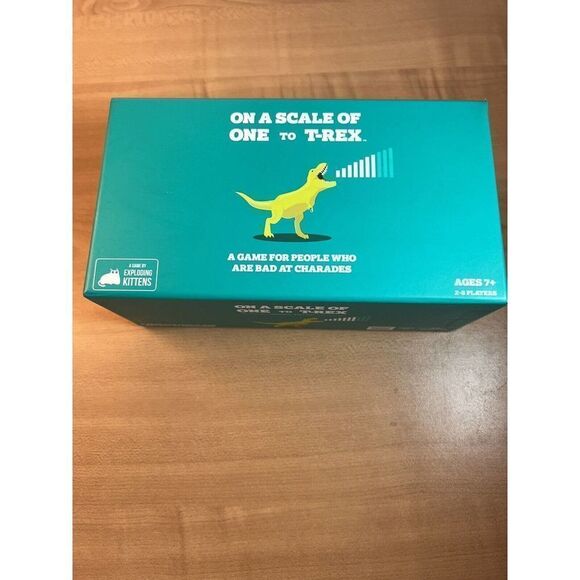 ON A SCALE OF
ONE TO T-REX™
A GAME FOR PEOPLE WHO
ARE BAD AT CHARADES
A GAME BY
EXPLODING
KITTENS
AGES 7+
2-8 PLAYERS
ON A SCALE OF
ONE TO T-REX